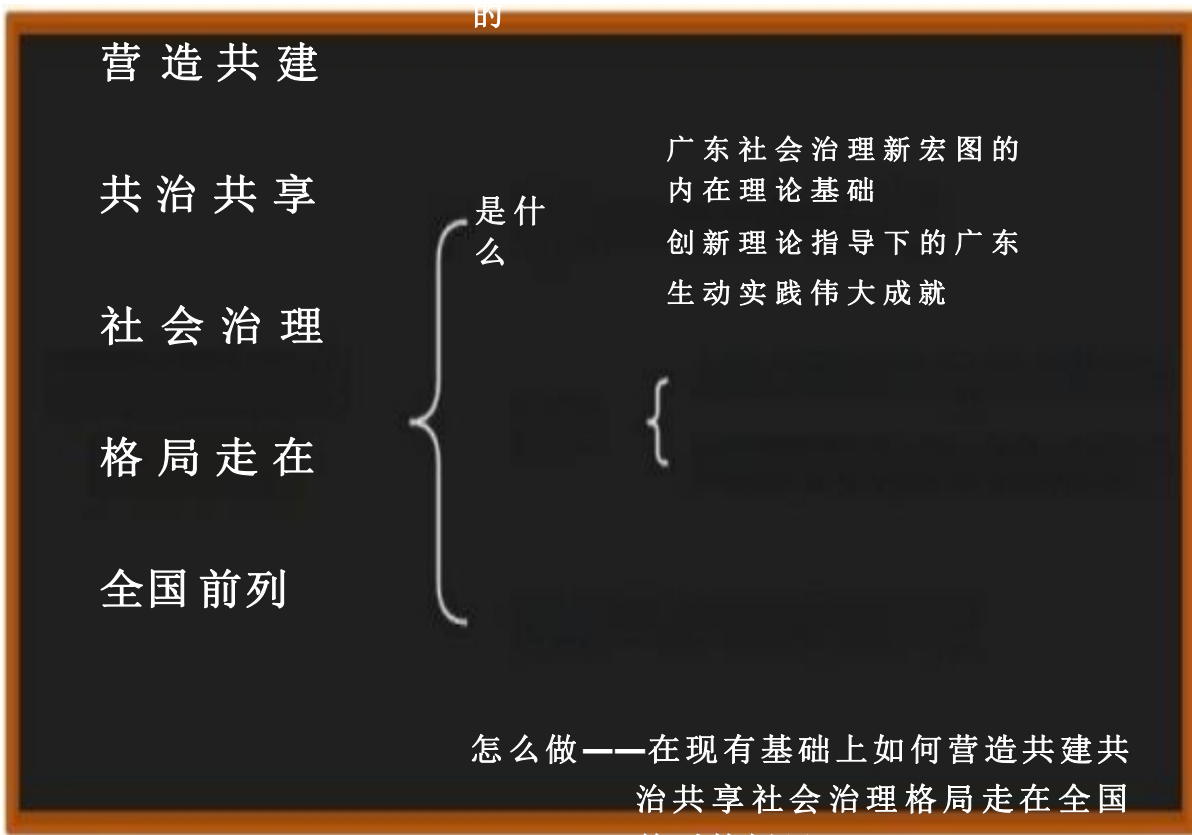 的
营造共建
共治共享
社会治理
格局走在
全国前列
是什
么
广东社会治理新宏图的
内在理论基础
创新理论指导下的广东
生动实践伟大成就
怎么做——在现有基础上如何营造共建共
治共享社会治理格局走在全国